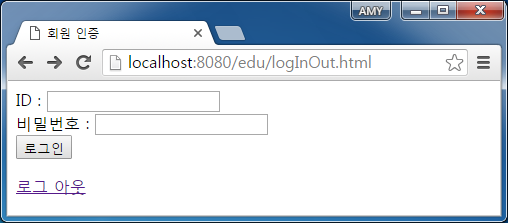 AMY
회원 인증
localhost:8080/edu/logInOut.html
ID :
비밀번호 :
로그인
로그 아웃